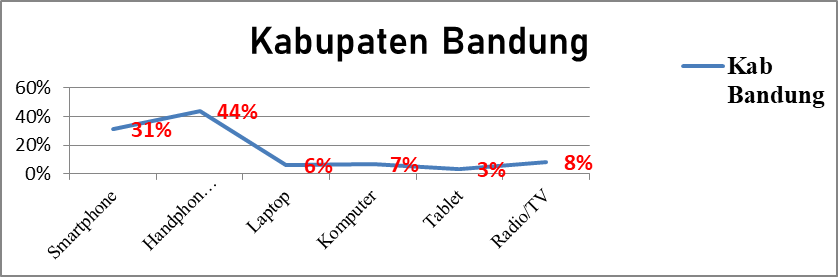 Kabupaten Bandung
Kab
Bandung
60%
40%
20%
0%
31%
44%
6%
7%
3%
8%
Smartphone
Handphon…
Laptop
Komputer
Tablet
Radio/TV